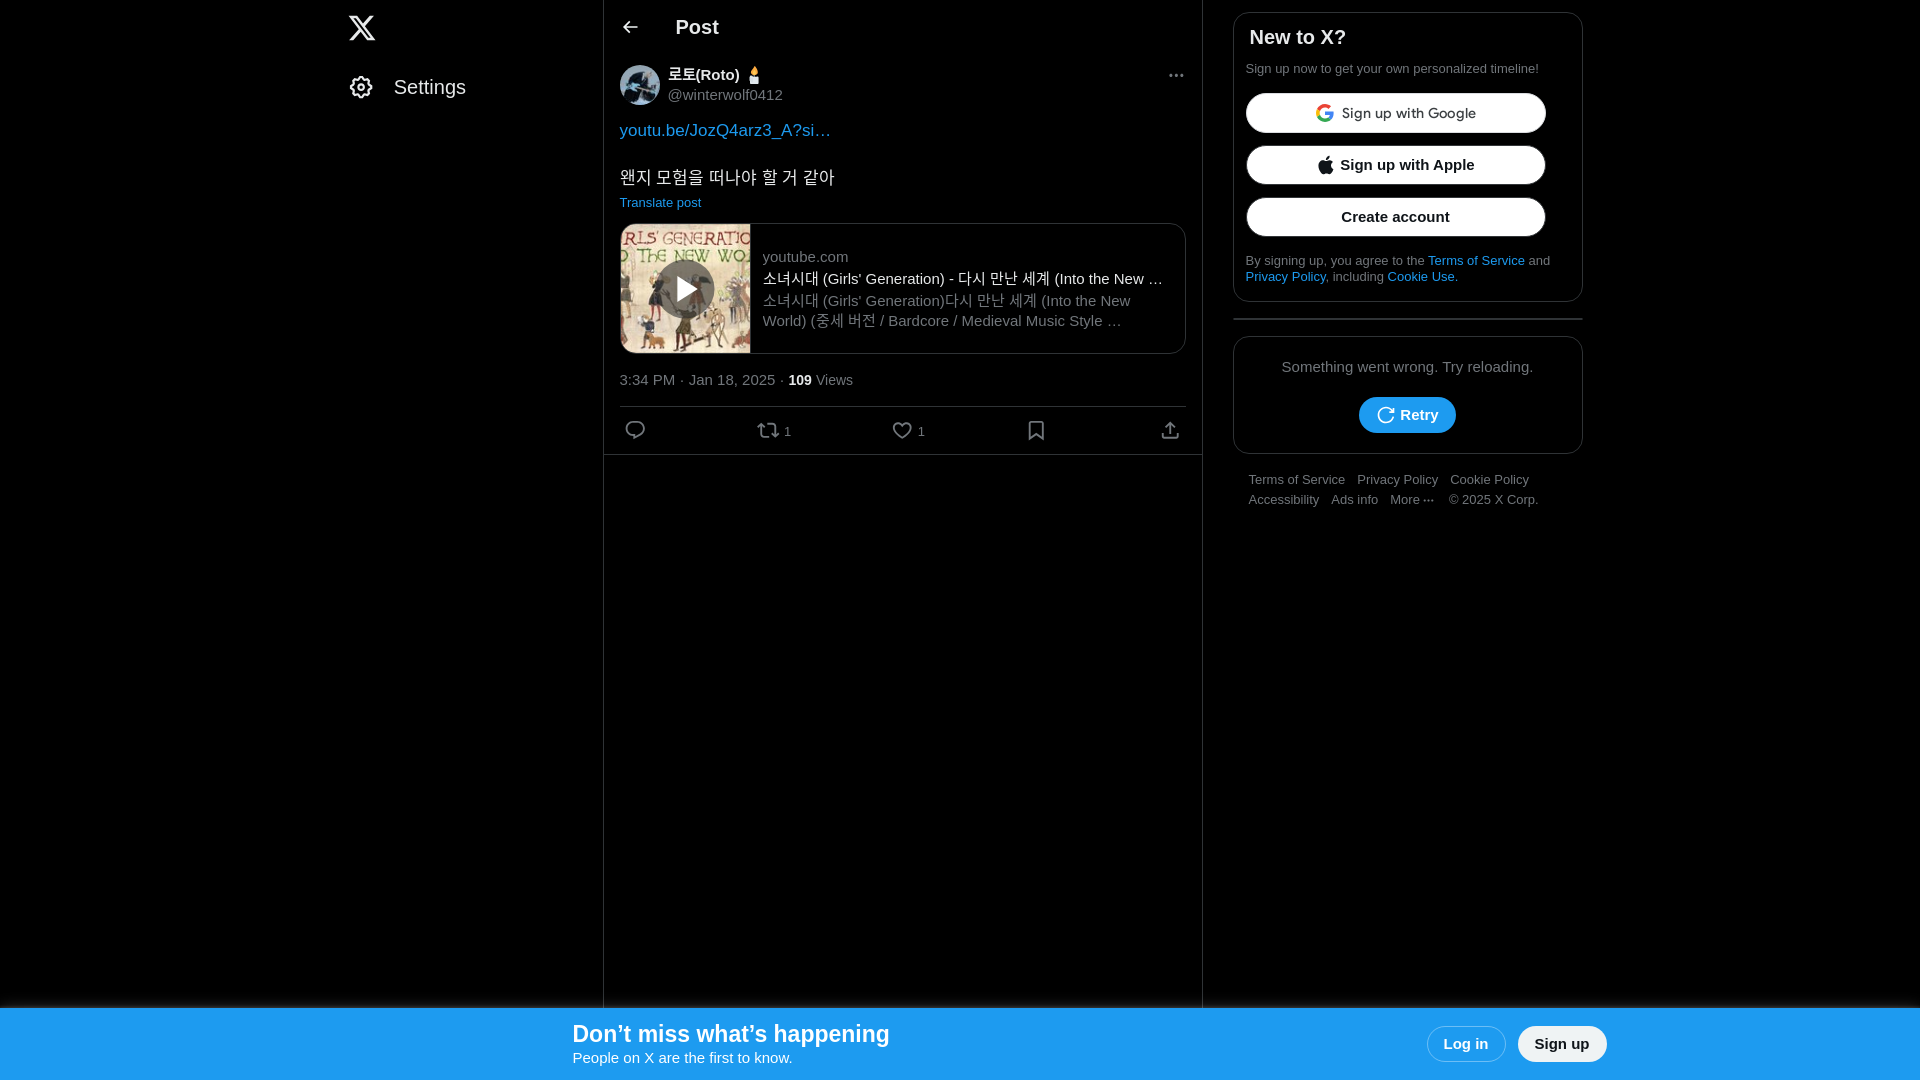 Settings
Post
로토(Roto)
@winterwolf0412
youtu.be/JozQ4arz3_A?si…
왠지 모험을 떠나야 할 거 같아
Translate post
RLS' GENERATION
THE NEW WO
youtube.com
소녀시대 (Girls' Generation) - 다시 만난 세계 (Into the New …
소녀시대 (Girls' Generation)다시 만난 세계 (Into the New
World) (중세 버전 / Bardcore / Medieval Music Style …
3:34 PM · Jan 18, 2025 · 109 Views
1
1
New to X?
Sign up now to get your own personalized timeline!
Sign up with Google
Sign up with Apple
Create account
By signing up, you agree to the Terms of Service and
Privacy Policy, including Cookie Use.
Something went wrong. Try reloading.
Retry
Terms of Service Privacy Policy Cookie Policy
Accessibility Ads info More ··· © 2025 X Corp.
Don’t miss what’s happening
People on X are the first to know.
Log in
Sign up